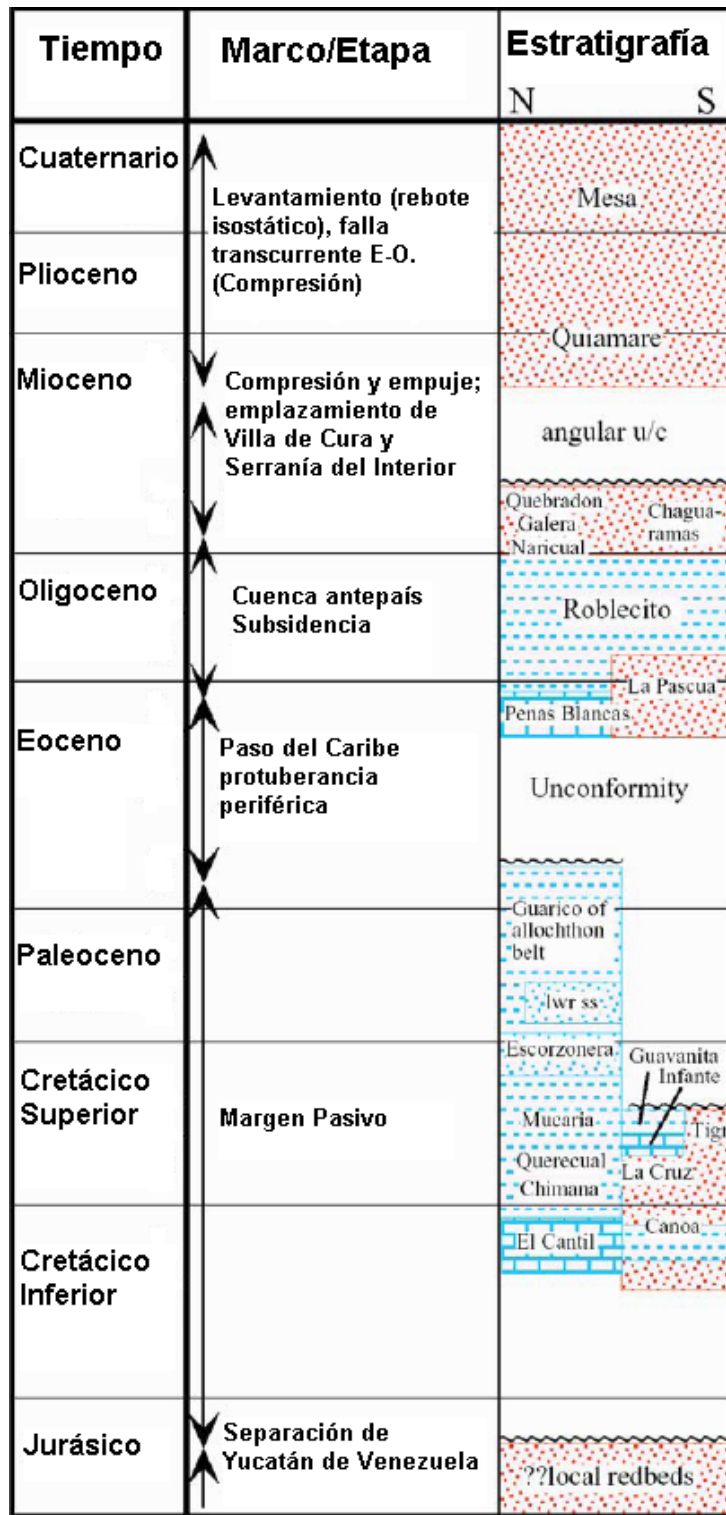 Tiempo
Marco/Etapa
Estratigrafía
N
S
Cuaternario
Levantamiento (rebote
isostático), falla
transcurrente E-O.
(Compresión)
Mesa
Plioceno
Quiamare
Mioceno
Compresión y empuje;
emplazamiento de
Villa de Cura y
Serranía del Interior
angular u/c
Quebradon
Galera
Naricual
Chagua-
ramas
Oligoceno
Cuenca antepaís
Subsidencia
Roblecito
La Pascua
Penas Blancas
Eoceno
Paso del Caribe
protuberancia
periférica
Unconformity
Guarico of
allochthon
belt
Paleoceno
lwr ss
Cretácico
Superior
Margen Pasivo
Escorzonera
Guavanita
Infante
Mucaria
Tigr
Querecual
Chimana
La Cruz
Cretácico
Inferior
El Cantil
Canoa
Jurásico
Separación de
Yucatán de Venezuela
??local redbeds